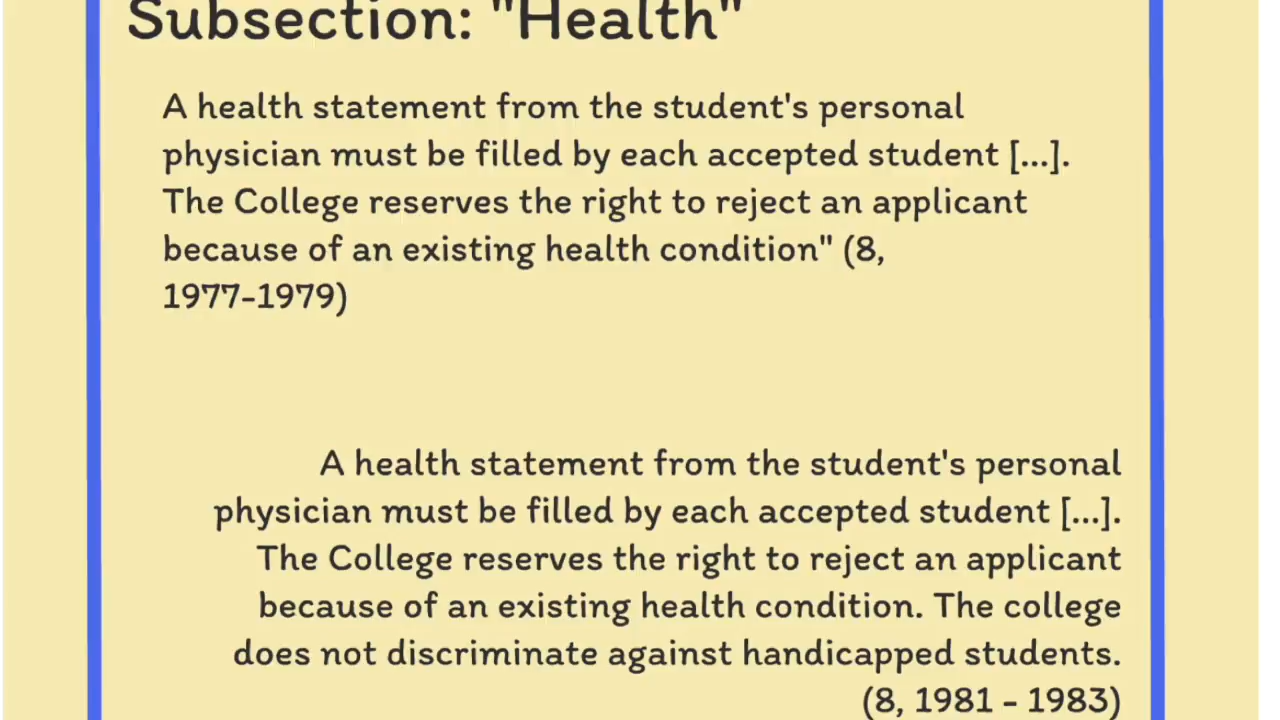 Subsection: "Health"
A health statement from the student's personal
physician must be filled by each accepted student [...].
The College reserves the right to reject an applicant
because of an existing health condition" (8,
1977-1979)
A health statement from the student's personal
physician must be filled by each accepted student [...].
The College reserves the right to reject an applicant
because of an existing health condition. The college
does not discriminate against handicapped students.
(8, 1981 - 1983)